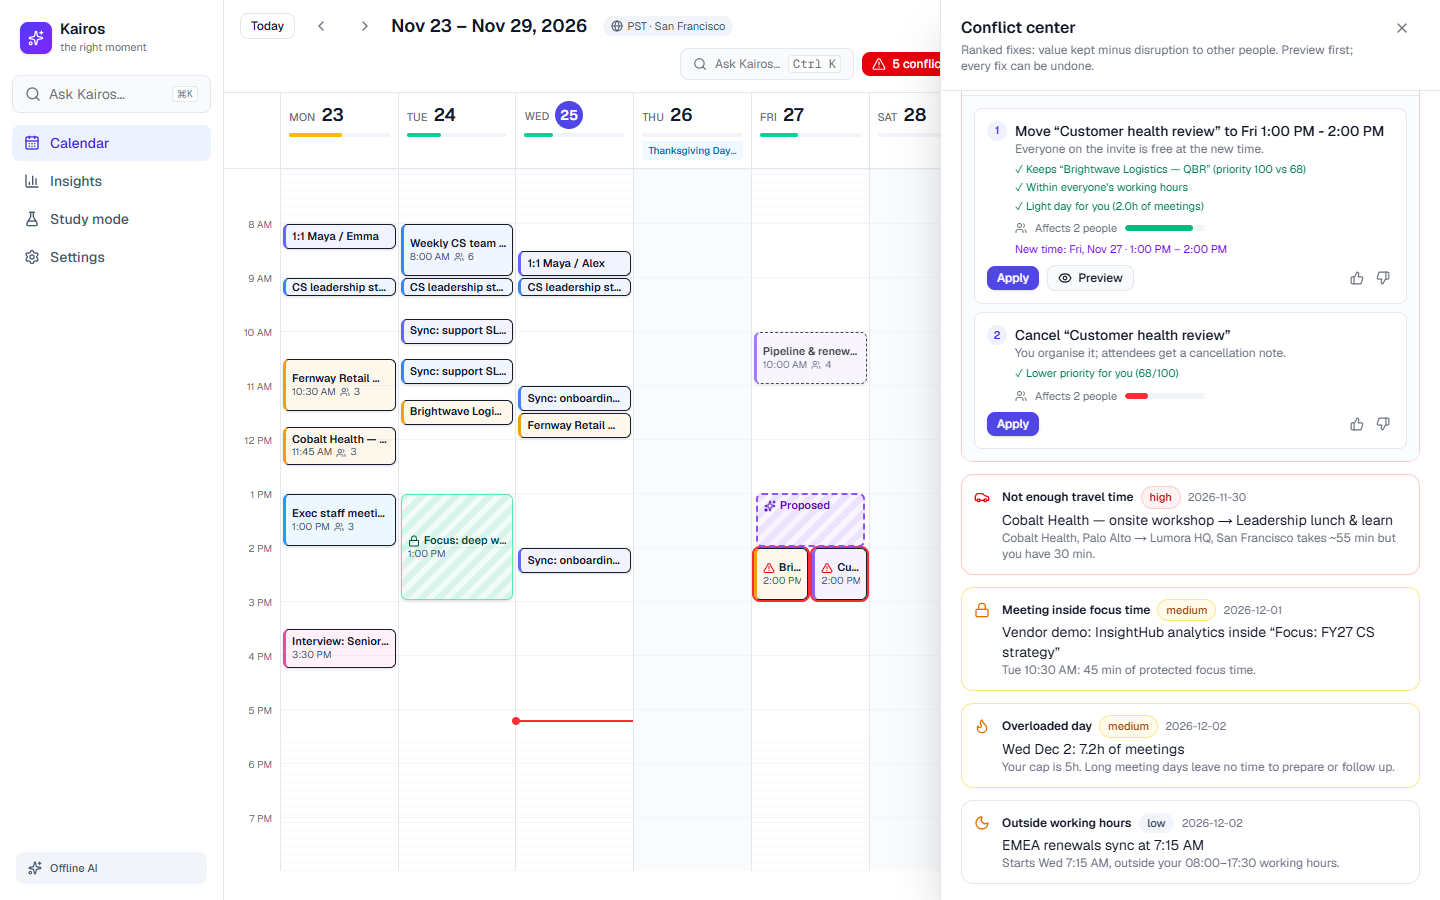 Kairos
the right moment
Ask Kairos...
⌘K
Calendar
Insights
Study mode
Settings
Offline AI
Today
Nov 23 – Nov 29, 2026
PST · San Francisco
Ask Kairos...
Ctrl K
5 conflic
MON 23
TUE 24
WED 25
THU 26
FRI 27
SAT 28
Thanksgiving Day...
8 AM
9 AM
10 AM
11 AM
12 PM
1 PM
2 PM
3 PM
4 PM
5 PM
6 PM
7 PM
1:1 Maya / Emma
CS leadership st...
Fernway Retail ...
10:30 AM 3
Cobalt Health — ...
11:45 AM 3
Exec staff meeti...
1:00 PM 3
Interview: Senior...
3:30 PM
Weekly CS team ...
8:00 AM 6
CS leadership st...
Sync: support SL...
Sync: support SL...
Brightwave Logi...
Focus: deep w...
1:00 PM
1:1 Maya / Alex
CS leadership st...
Sync: onboardin...
Fernway Retail ...
Sync: onboardin...
Pipeline & renew...
10:00 AM 4
Proposed
Bri...
2:00 PM
Cu...
2:00 PM
Conflict center
Ranked fixes: value kept minus disruption to other people. Preview first;
every fix can be undone.
1 Move “Customer health review” to Fri 1:00 PM - 2:00 PM
Everyone on the invite is free at the new time.
✓ Keeps “Brightwave Logistics — QBR” (priority 100 vs 68)
✓ Within everyone's working hours
✓ Light day for you (2.0h of meetings)
Affects 2 people
New time: Fri, Nov 27 · 1:00 PM – 2:00 PM
Apply
Preview
2 Cancel “Customer health review”
You organise it; attendees get a cancellation note.
✓ Lower priority for you (68/100)
Affects 2 people
Apply
Not enough travel time high 2026-11-30
Cobalt Health — onsite workshop → Leadership lunch & learn
Cobalt Health, Palo Alto → Lumora HQ, San Francisco takes ~55 min but
you have 30 min.
Meeting inside focus time medium 2026-12-01
Vendor demo: InsightHub analytics inside “Focus: FY27 CS
strategy”
Tue 10:30 AM: 45 min of protected focus time.
Overloaded day medium 2026-12-02
Wed Dec 2: 7.2h of meetings
Your cap is 5h. Long meeting days leave no time to prepare or follow up.
Outside working hours low 2026-12-02
EMEA renewals sync at 7:15 AM
Starts Wed 7:15 AM, outside your 08:00–17:30 working hours.